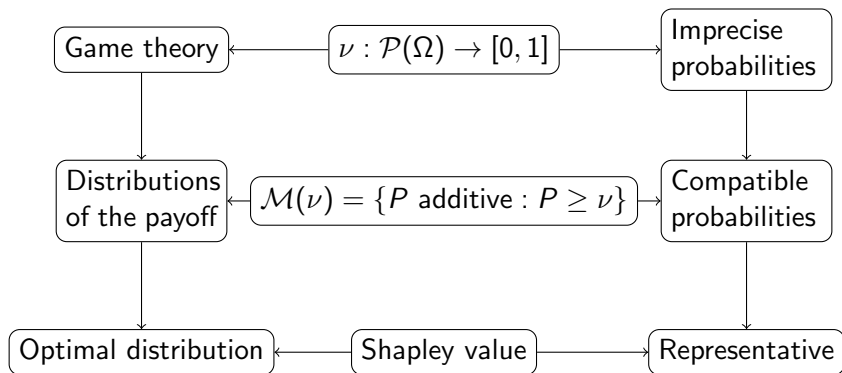 Game theory
ν : 𝒫(Ω) → [0, 1]
Imprecise
probabilities
Distributions
of the payoff
ℳ(ν) = {P additive : P ≥ ν}
Compatible
probabilities
Optimal distribution
Shapley value
Representative